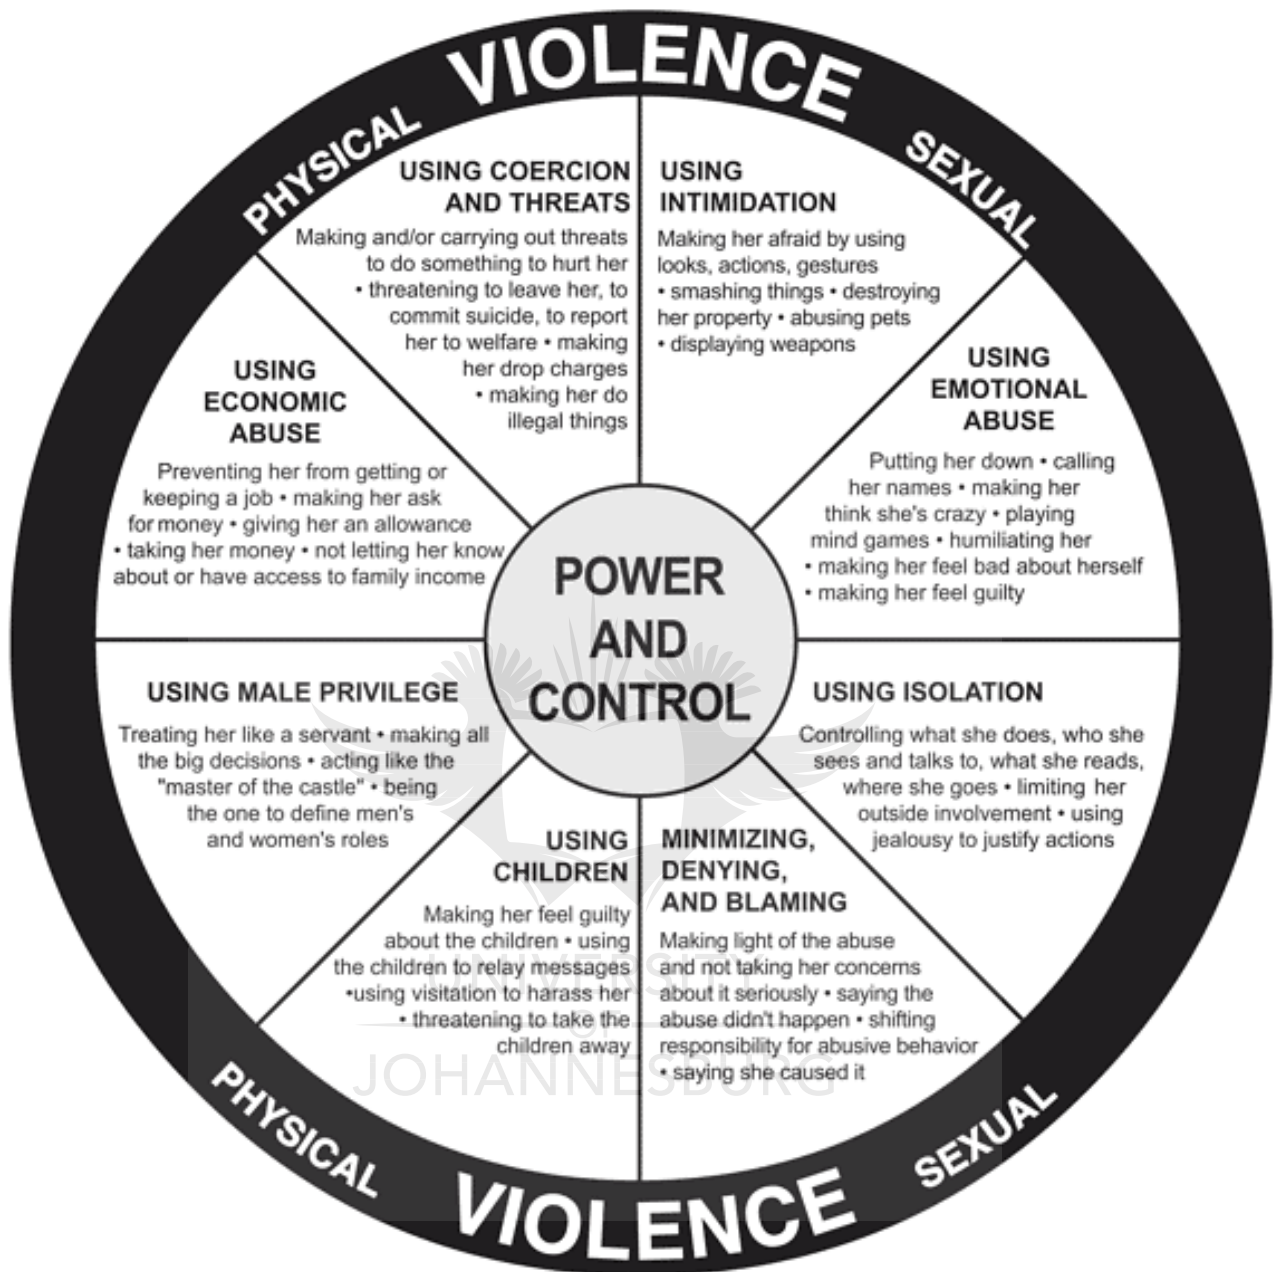 VIOLENCE
PHYSICAL
SEXUAL
USING COERCION
AND THREATS
Making and/or carrying out threats
to do something to hurt her
• threatening to leave her, to
commit suicide, to report
her to welfare • making
her drop charges
• making her do
illegal things
USING
INTIMIDATION
Making her afraid by using
looks, actions, gestures
• smashing things • destroying
her property • abusing pets
• displaying weapons
USING
EMOTIONAL
ABUSE
Putting her down • calling
her names • making her
think she's crazy • playing
mind games • humiliating her
• making her feel bad about herself
• making her feel guilty
USING ISOLATION
Controlling what she does, who she
sees and talks to, what she reads,
where she goes • limiting her
outside involvement • using
jealousy to justify actions
MINIMIZING,
DENYING,
AND BLAMING
Making light of the abuse
and not taking her concerns
about it seriously • saying the
abuse didn't happen • shifting
responsibility for abusive behavior
• saying she caused it
USING
CHILDREN
Making her feel guilty
about the children • using
the children to relay messages
•using visitation to harass her
• threatening to take the
children away
USING MALE PRIVILEGE
Treating her like a servant • making all
the big decisions • acting like the
"master of the castle" • being
the one to define men's
and women's roles
USING
ECONOMIC
ABUSE
Preventing her from getting or
keeping a job • making her ask
for money • giving her an allowance
• taking her money • not letting her know
about or have access to family income
POWER
AND
CONTROL
PHYSICAL
VIOLENCE
SEXUAL
UNIVERSITY
OF
JOHANNESBURG